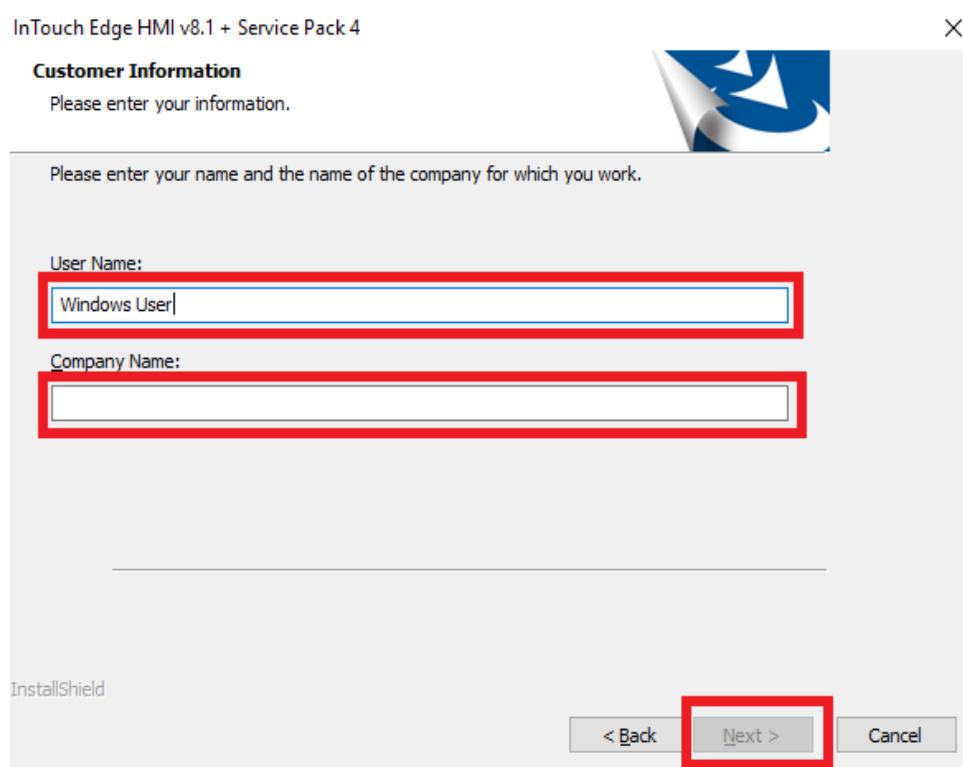 InTouch Edge HMI v8.1 + Service Pack 4
Customer Information
Please enter your information.
Please enter your name and the name of the company for which you work.
User Name:
Windows User
Company Name:
InstallShield
< Back Next > Cancel